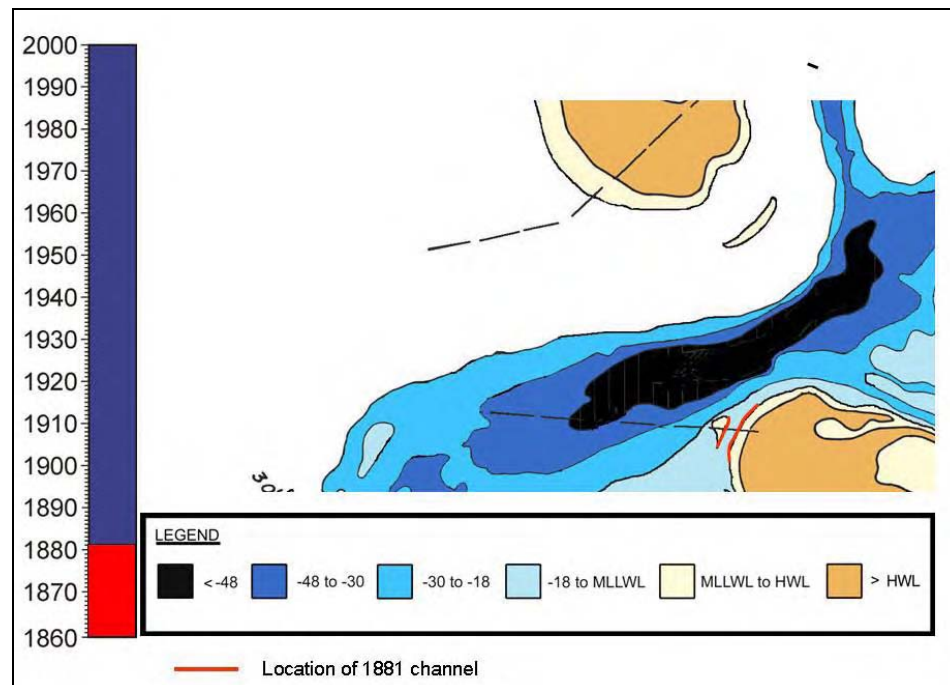 2000
1990
1980
1970
1960
1950
1940
1930
1920
1910
1900
1890
1880
1870
1860
LEGEND
< -48
-48 to -30
-30 to -18
-18 to MLLWL
MLLWL to HWL
> HWL
Location of 1881 channel